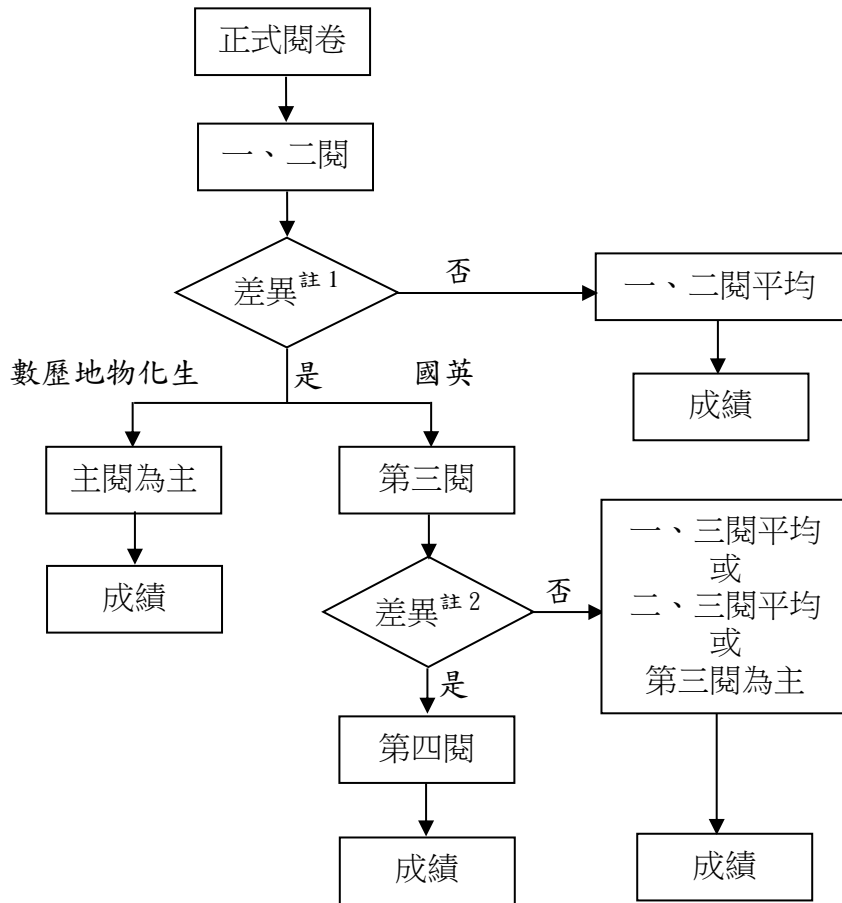 正式閱卷
一、二閱
差異註1
否
一、二閱平均
成績
數歷地物化生
是
國英
主閱為主
成績
第三閱
差異註2
否
一、三閱平均
或
二、三閱平均
或
第三閱為主
是
第四閱
成績
成績